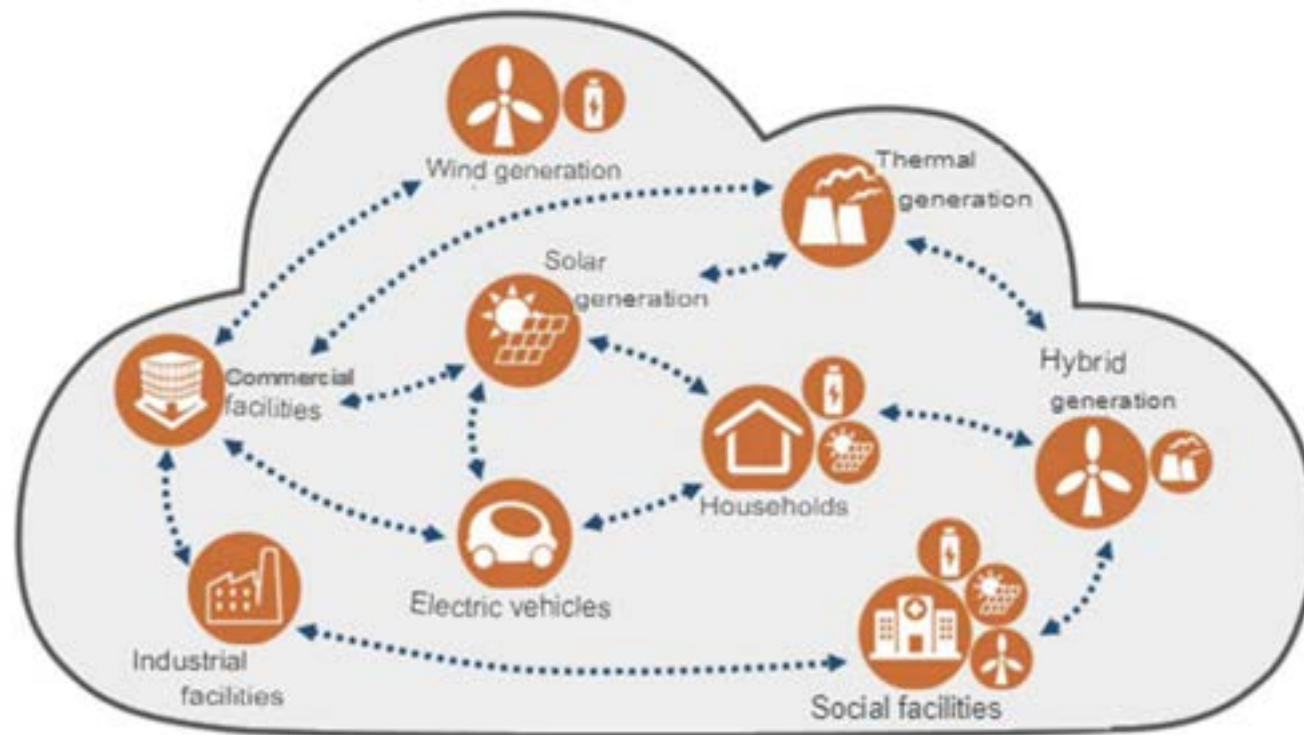 Wind generation
Thermal
generation
Solar
generation
Hybrid
generation
Commercial
facilities
Households
Electric vehicles
Industrial
facilities
Social facilities